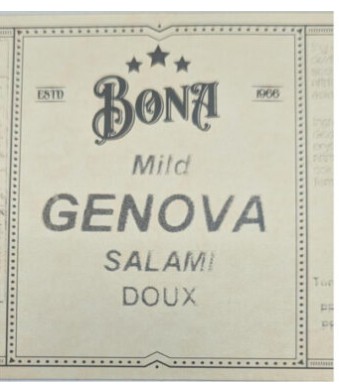 ESTD
1966
BONA
Mild
GENOVA
SALAMI
DOUX